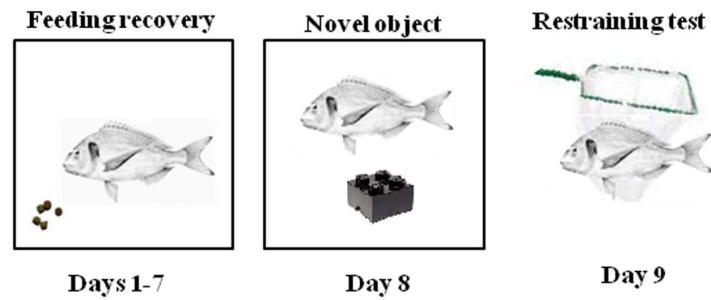 Feeding recovery
Novel object
Restraining test
Days 1-7
Day 8
Day 9